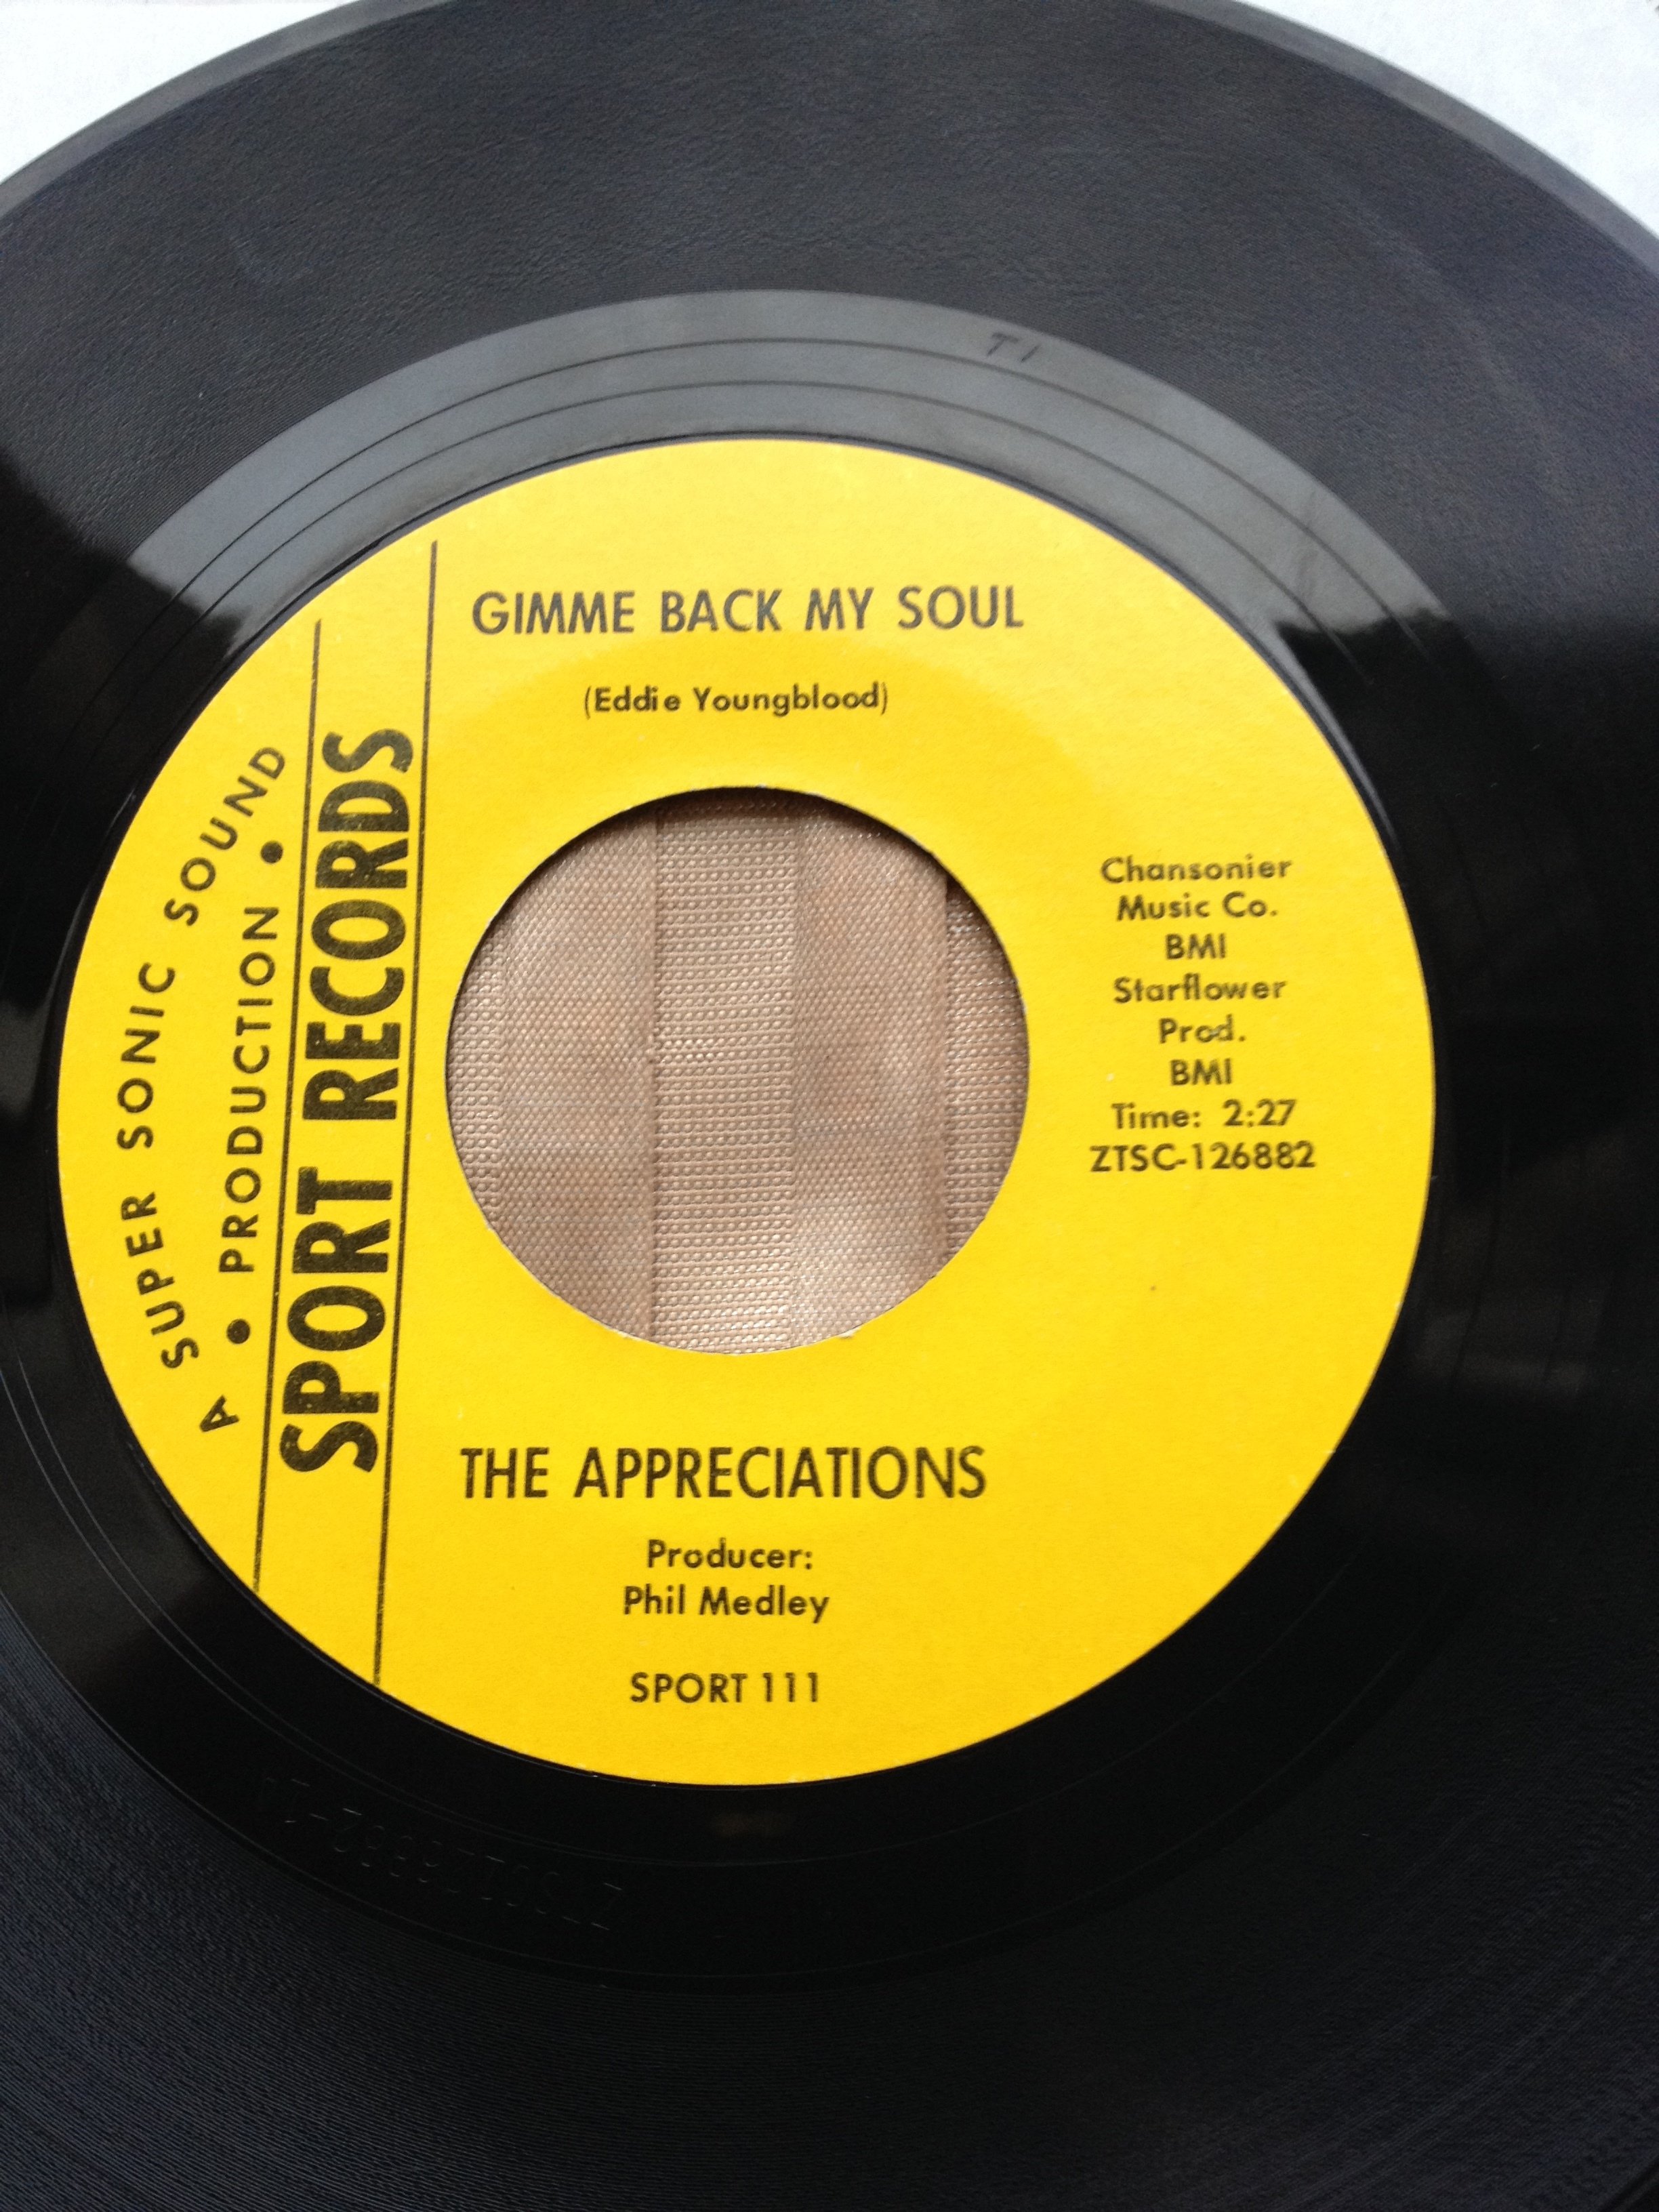 GIMME BACK MY SOUL
(Eddie Youngblood)
A SUPER SONIC SOUND
• PRODUCTION •
SPORT RECORDS
Chansonier
Music Co.
BMI
Starflower
Prod.
BMI
Time: 2:27
ZTSC-126882
THE APPRECIATIONS
Producer:
Phil Medley
SPORT 111
T1